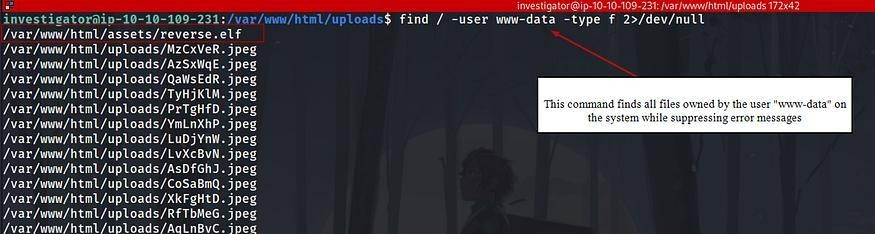 investigator@ip-10-10-109-231: /var/www/html/uploads 172x42
investigator@ip-10-10-109-231:/var/www/html/uploads$ find / -user www-data -type f 2>/dev/null
/var/www/html/assets/reverse.elf
/var/www/html/uploads/MzCxVeR.jpeg
/var/www/html/uploads/AzSxWqE.jpeg
/var/www/html/uploads/QaWsEdR.jpeg
/var/www/html/uploads/TyHjKlM.jpeg
/var/www/html/uploads/PrTgHfD.jpeg
/var/www/html/uploads/YmLnXhP.jpeg
/var/www/html/uploads/LuDjYnW.jpeg
/var/www/html/uploads/LvXcBvN.jpeg
/var/www/html/uploads/AsDfGhJ.jpeg
/var/www/html/uploads/CoSaBmQ.jpeg
/var/www/html/uploads/XkFgHtD.jpeg
/var/www/html/uploads/RfTbMeG.jpeg
/var/www/html/uploads/AqLnBvC.jpeg
This command finds all files owned by the user "www-data" on
the system while suppressing error messages